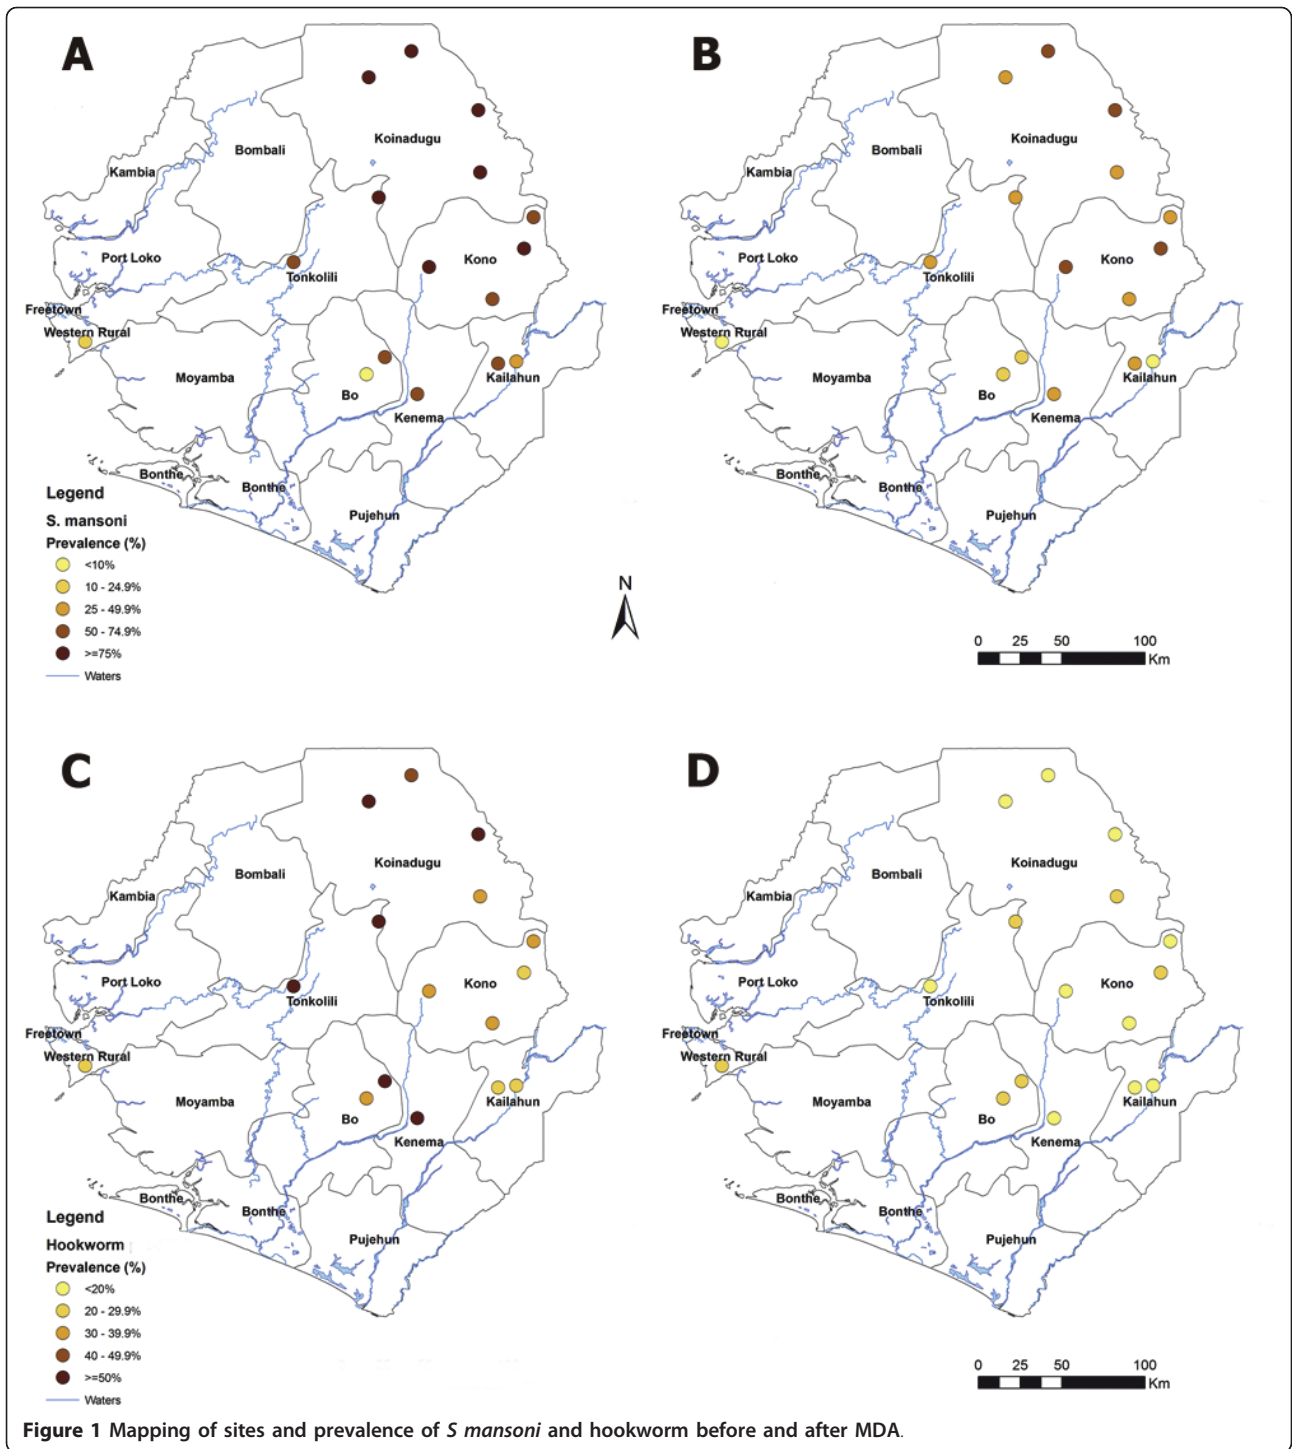 A
Koinadugu
Bombali
Kambia
Port Loko
Kono
Tonkolili
Freetown
Western Rural
Moyamba
Kailahun
Bo
Kenema
Bonthe
Bonthe
Pujehun
Legend
S. mansoni
Prevalence (%)
<10%
10 - 24.9%
25 - 49.9%
50 - 74.9%
>=75%
Waters
B
Koinadugu
Bombali
Kambia
Port Loko
Kono
Tonkolili
Freetown
Western Rural
Moyamba
Kailahun
Bo
Kenema
Bonthe
Bonthe
Pujehun
N
0 25 50 100
Km
C
Koinadugu
Bombali
Kambia
Port Loko
Kono
Tonkolili
Freetown
Western Rural
Moyamba
Kailahun
Bo
Kenema
Bonthe
Bonthe
Pujehun
Legend
Hookworm
Prevalence (%)
<20%
20 - 29.9%
30 - 39.9%
40 - 49.9%
>=50%
Waters
D
Koinadugu
Bombali
Kambia
Port Loko
Kono
Tonkolili
Freetown
Western Rural
Moyamba
Kailahun
Bo
Kenema
Bonthe
Bonthe
Pujehun
0 25 50 100
Km
Figure 1 Mapping of sites and prevalence of S mansoni and hookworm before and after MDA.